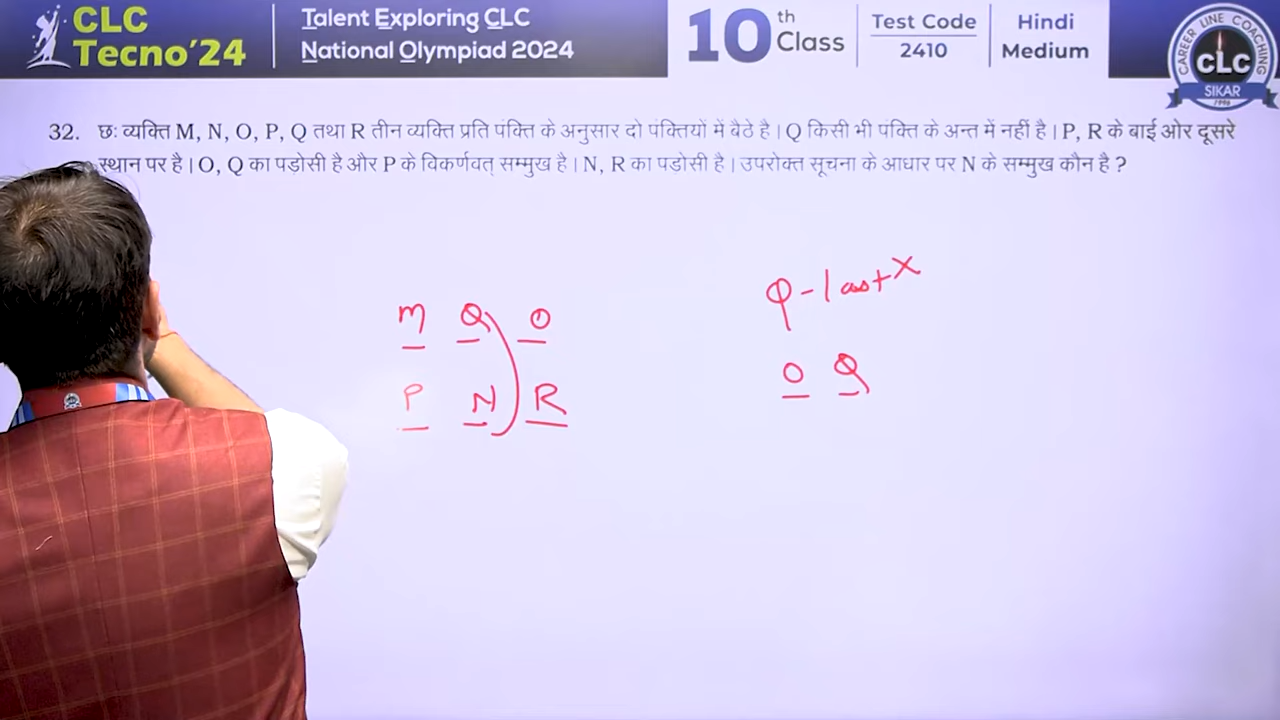 CLC
Tecno'24
Talent Exploring CLC
National Olympiad 2024
10th Class
Test Code
2410
Hindi
Medium
CAREER LINE COACHING
CLC
SIKAR
1996
32. छः व्यक्ति M, N, O, P, Q तथा R तीन व्यक्ति प्रति पंक्ति के अनुसार दो पंक्तियों में बैठे है। Q किसी भी पंक्ति के अन्त में नहीं है। P, R के बाई ओर दूसरे
स्थान पर है। O, Q का पड़ोसी है और P के विकर्णवत् सम्मुख है। N, R का पडोसी है। उपरोक्त सूचना के आधार पर N के सम्मुख कौन है ?
Q - last X
M Q O
O Q
P N R